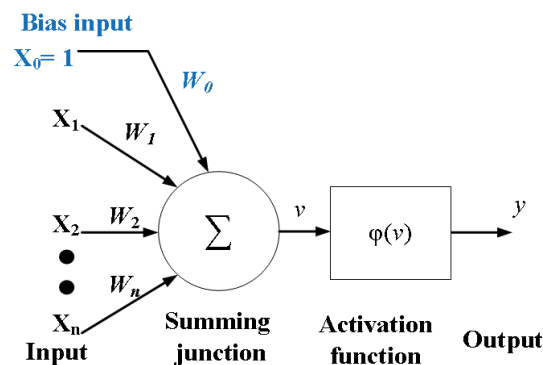 Bias input
X₀= 1
W₀
X₁
W₁
X₂
W₂
Wₙ
Xₙ
Σ
v
φ(v)
y
Input
Summing
junction
Activation
function
Output